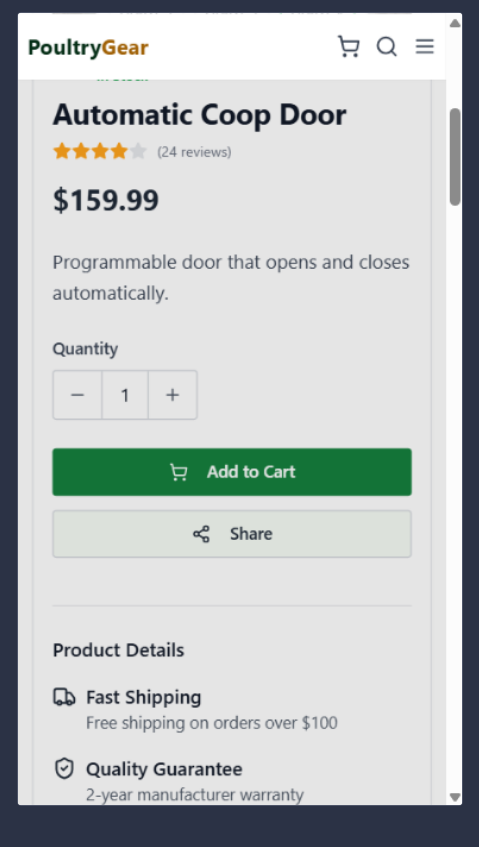 PoultryGear
Automatic Coop Door
(24 reviews)
$159.99
Programmable door that opens and closes
automatically.
Quantity
− 1 +
Add to Cart
Share
Product Details
Fast Shipping
Free shipping on orders over $100
Quality Guarantee
2-year manufacturer warranty